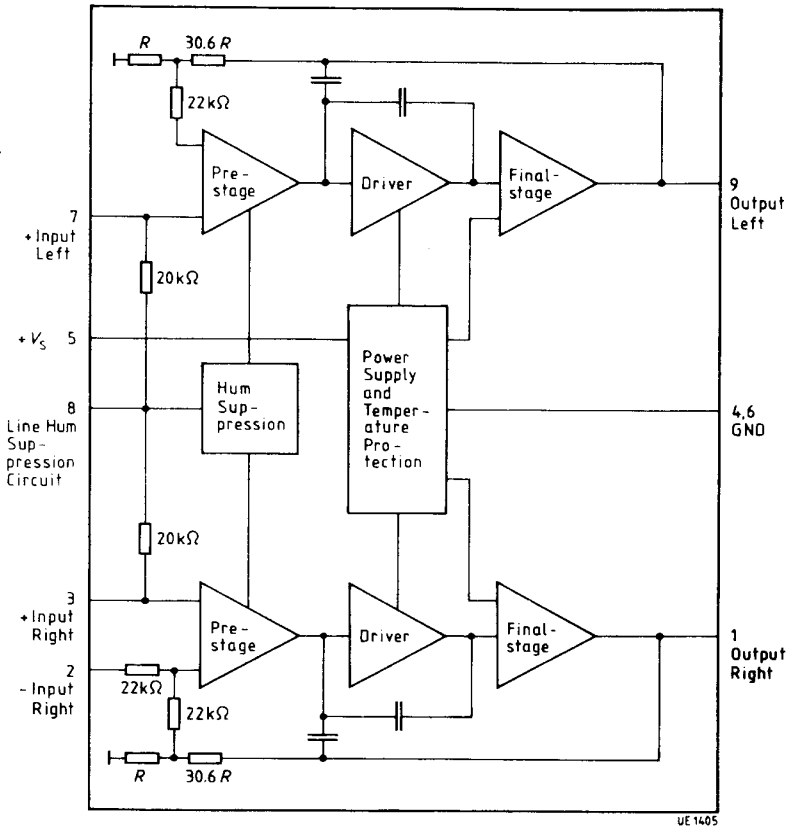 R 30.6 R
22kΩ
Pre-
stage
Driver
Final-
stage
9
Output
Left
7
+Input
Left
20kΩ
+Vs 5
Power
Supply
and
Temper-
ature
Pro-
tection
Hum
Sup-
pression
8
Line Hum
Sup-
pression
Circuit
4,6
GND
20kΩ
3
+Input
Right
Pre-
stage
Driver
Final-
stage
1
Output
Right
2
-Input
Right
22kΩ
22kΩ
R 30.6 R
UE 1405